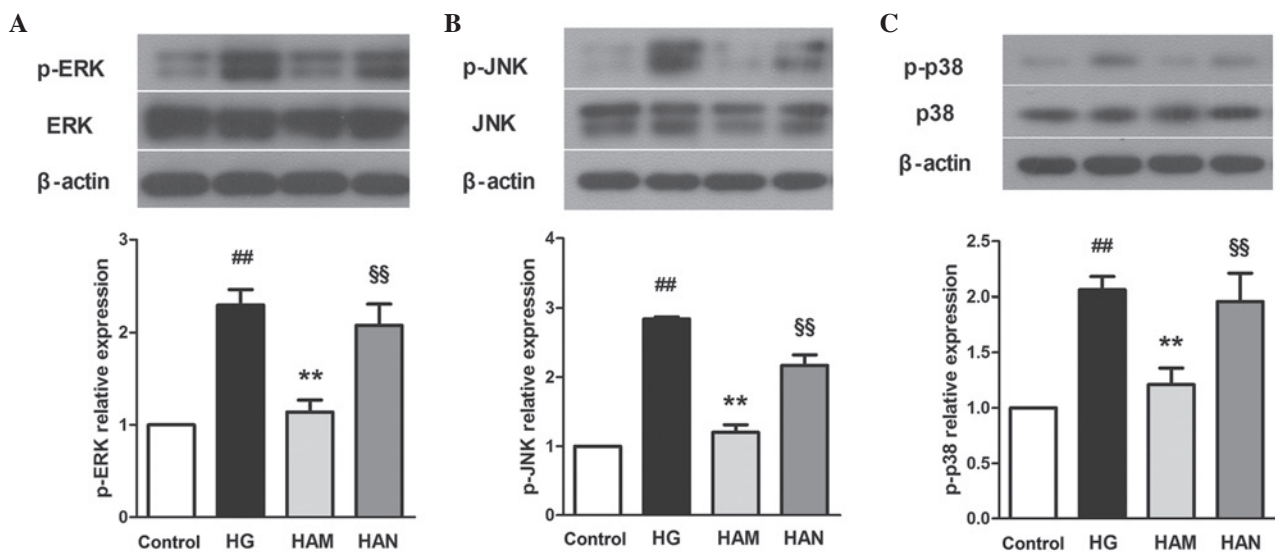 A
p-ERK
ERK
β-actin
p-ERK relative expression
3
2
1
0
##
**
§§
Control HG HAM HAN
B
p-JNK
JNK
β-actin
p-JNK relative expression
4
3
2
1
0
##
**
§§
Control HG HAM HAN
C
p-p38
p38
β-actin
p-p38 relative expression
2.5
2.0
1.5
1.0
0.5
0.0
##
**
§§
Control HG HAM HAN